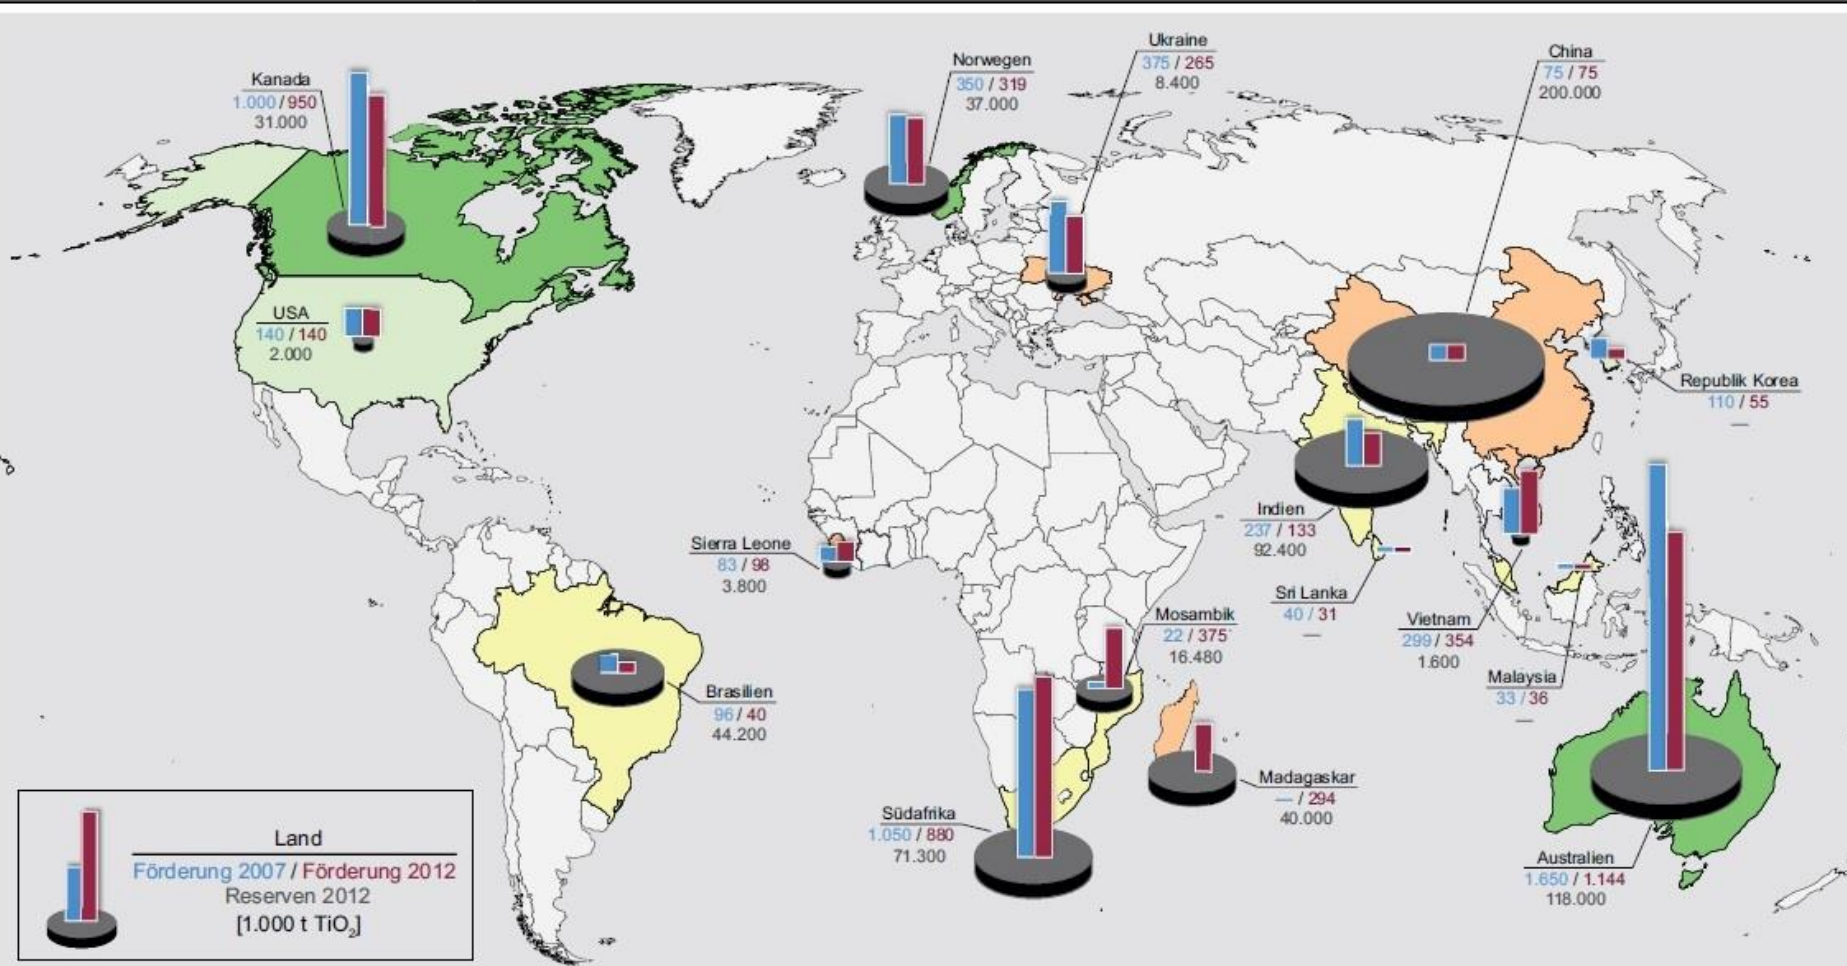 Kanada
1.000 / 950
31.000
Norwegen
350 / 319
37.000
Ukraine
375 / 265
8.400
China
75 / 75
200.000
USA
140 / 140
2.000
Republik Korea
110 / 55
—
Indien
237 / 133
92.400
Sierra Leone
83 / 98
3.800
Sri Lanka
40 / 31
—
Mosambik
22 / 375
16.480
Vietnam
299 / 354
1.600
Malaysia
33 / 36
—
Brasilien
96 / 40
44.200
Madagaskar
— / 294
40.000
Südafrika
1.050 / 880
71.300
Australien
1.650 / 1.144
118.000
Land
Förderung 2007 / Förderung 2012
Reserven 2012
[1.000 t TiO₂]